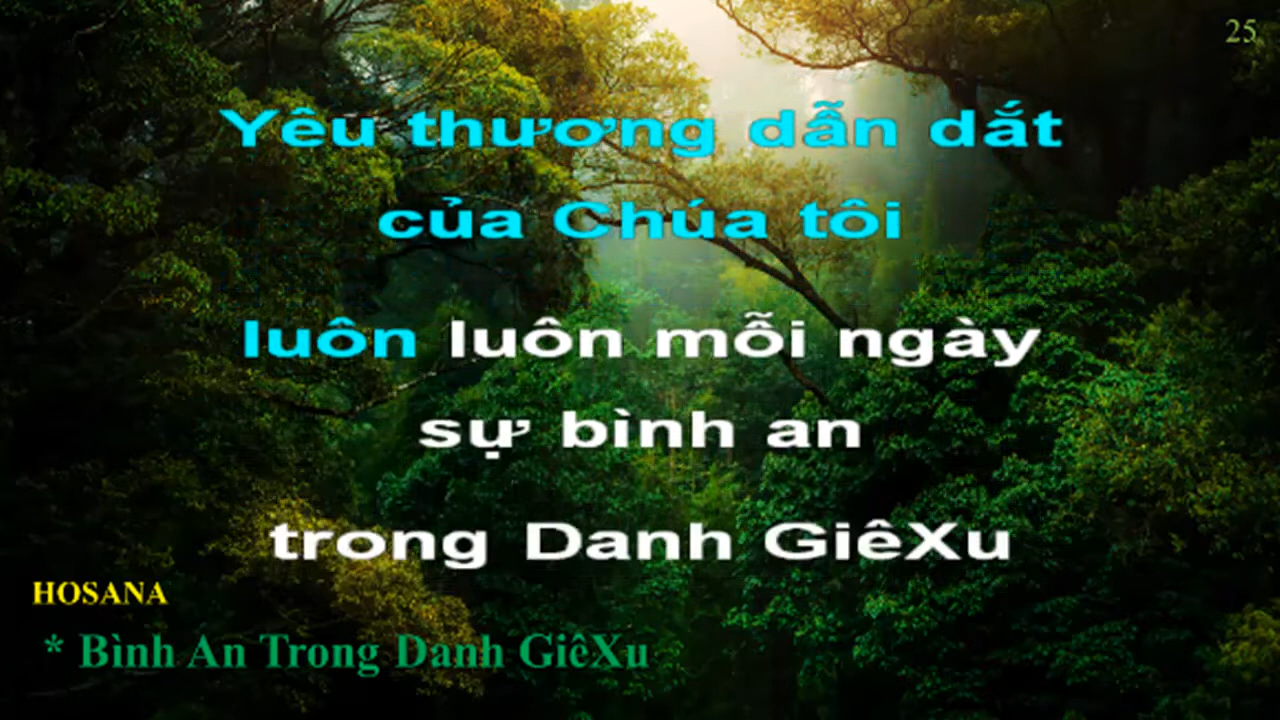 25
Yêu thương dẫn dắt
của Chúa tôi
luôn luôn mỗi ngày
sự bình an
trong Danh GiêXu
HOSANA
* Bình An Trong Danh GiêXu